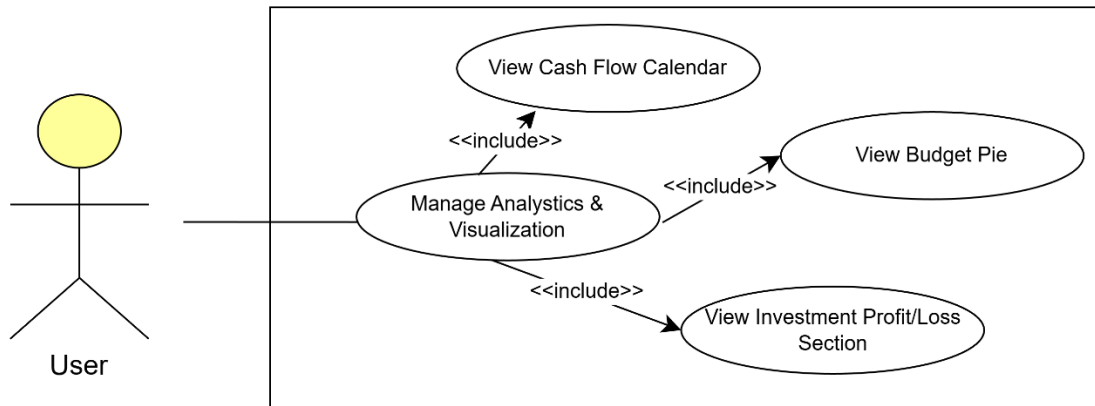 View Cash Flow Calendar
<<include>>
View Budget Pie
<<include>>
Manage Analystics &
Visualization
<<include>>
View Investment Profit/Loss
Section
User